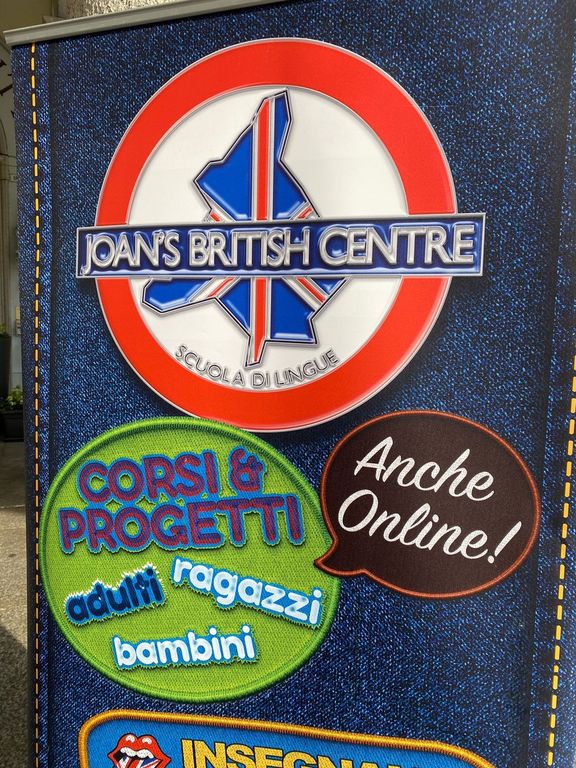 JOAN'S BRITISH CENTRE
SCUOLA DI LINGUE
CORSI &
PROGETTI
adulti
ragazzi
bambini
Anche
Online!